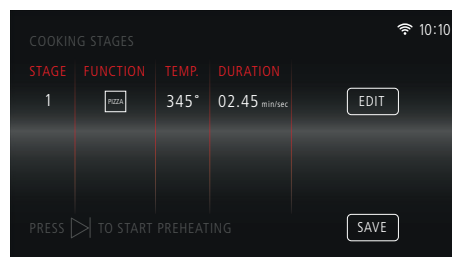 10:10
COOKING STAGES
STAGE FUNCTION TEMP. DURATION
1 PIZZA 345° 02.45 min/sec EDIT
PRESS TO START PREHEATING SAVE